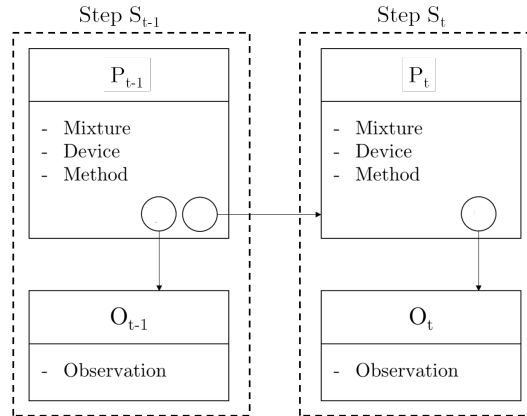 Step S_{t-1}
P_{t-1}
- Mixture
- Device
- Method
O_{t-1}
- Observation
Step S_t
P_t
- Mixture
- Device
- Method
O_t
- Observation